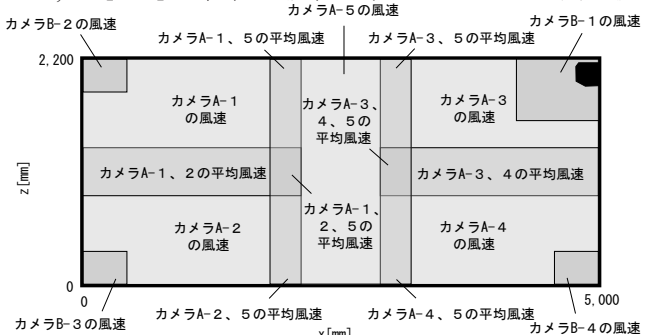 カメラA-5の風速
カメラB-2の風速
カメラB-1の風速
カメラA-1、5の平均風速
カメラA-3、5の平均風速
2,200
カメラA-1
の風速
カメラA-3、
4、5の
平均風速
カメラA-3
の風速
カメラA-1、2の平均風速
カメラA-3、4の平均風速
z[mm]
カメラA-2
の風速
カメラA-1、
2、5の
平均風速
カメラA-4
の風速
0
0
5,000
カメラB-3の風速
カメラA-2、5の平均風速
カメラA-4、5の平均風速
カメラB-4の風速
x[mm]